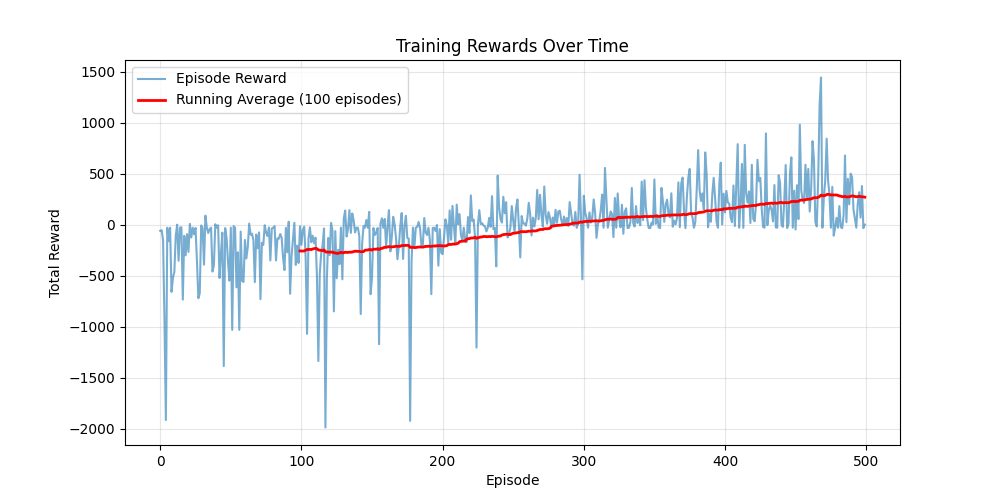 Training Rewards Over Time
Episode Reward
Running Average (100 episodes)
Total Reward
1500
1000
500
0
−500
−1000
−1500
−2000
0
100
200
300
400
500
Episode